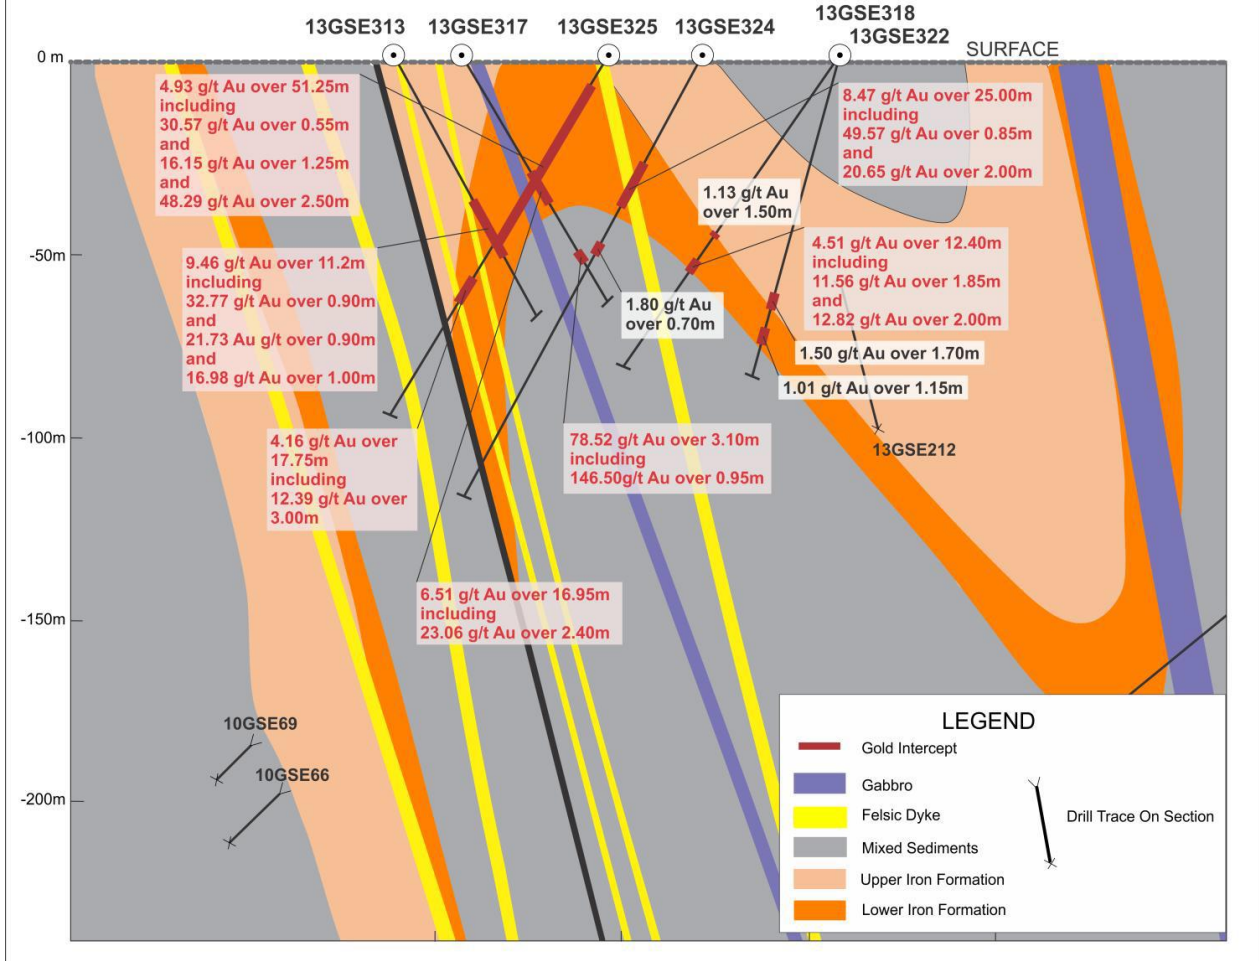 13GSE313
13GSE317
13GSE325
13GSE324
13GSE318
13GSE322
SURFACE
0 m
4.93 g/t Au over 51.25m
including
30.57 g/t Au over 0.55m
and
16.15 g/t Au over 1.25m
and
48.29 g/t Au over 2.50m
8.47 g/t Au over 25.00m
including
49.57 g/t Au over 0.85m
and
20.65 g/t Au over 2.00m
1.13 g/t Au
over 1.50m
-50m
9.46 g/t Au over 11.2m
including
32.77 g/t Au over 0.90m
and
21.73 g/t Au over 0.90m
and
16.98 g/t Au over 1.00m
4.51 g/t Au over 12.40m
including
11.56 g/t Au over 1.85m
and
12.82 g/t Au over 2.00m
1.80 g/t Au
over 0.70m
1.50 g/t Au over 1.70m
1.01 g/t Au over 1.15m
-100m
4.16 g/t Au over
17.75m
including
12.39 g/t Au over
3.00m
78.52 g/t Au over 3.10m
including
146.50g/t Au over 0.95m
13GSE212
-150m
6.51 g/t Au over 16.95m
including
23.06 g/t Au over 2.40m
10GSE69
10GSE66
-200m
LEGEND
Gold Intercept
Gabbro
Felsic Dyke
Mixed Sediments
Upper Iron Formation
Lower Iron Formation
Drill Trace On Section